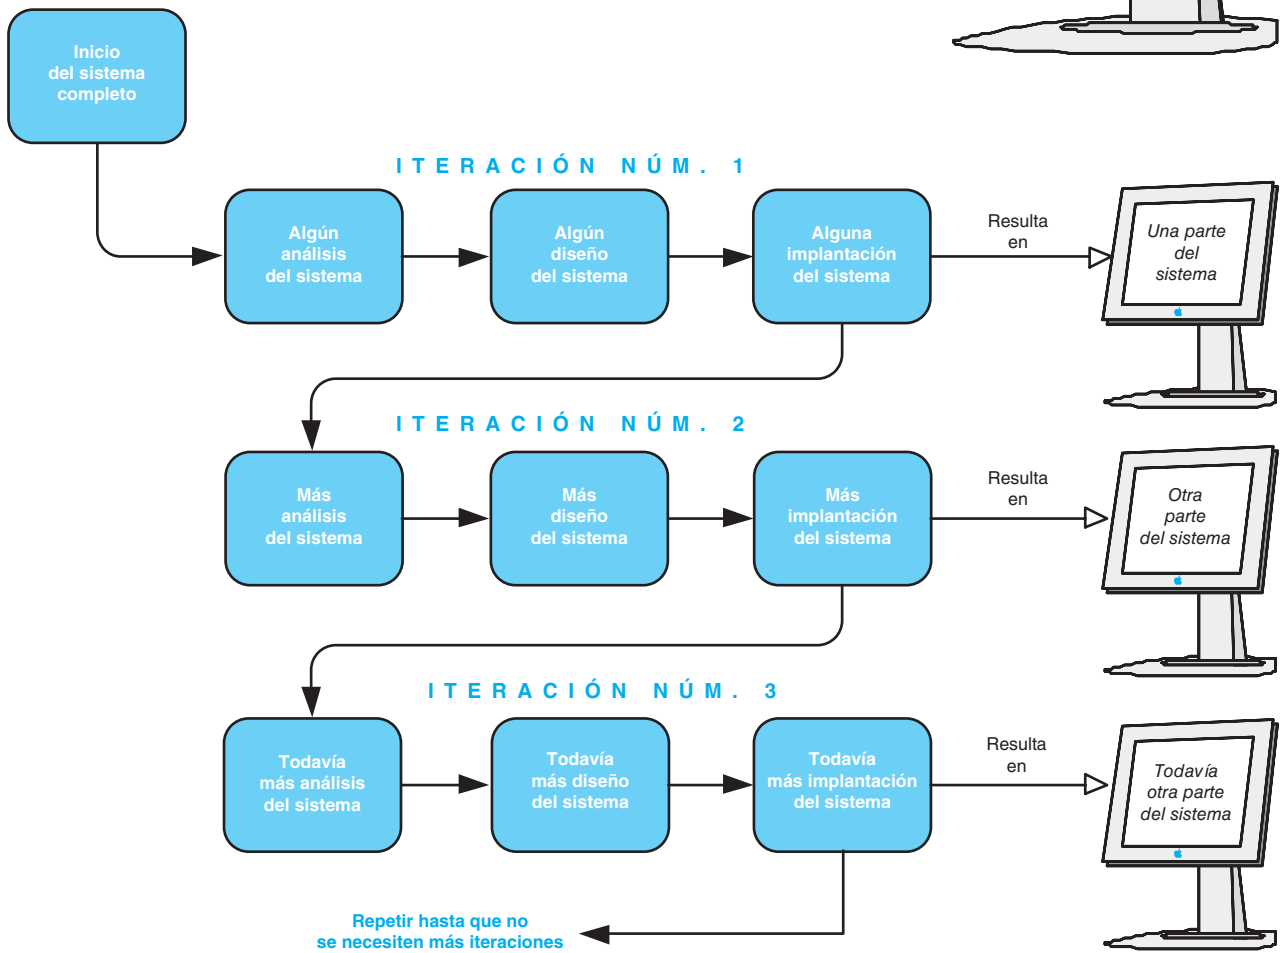 Inicio
del sistema
completo
ITERACIÓN NÚM. 1
Algún
análisis
del sistema
Algún
diseño
del sistema
Alguna
implantación
del sistema
Resulta
en
Una parte
del
sistema
ITERACIÓN NÚM. 2
Más
análisis
del sistema
Más
diseño
del sistema
Más
implantación
del sistema
Resulta
en
Otra
parte
del sistema
ITERACIÓN NÚM. 3
Todavía
más análisis
del sistema
Todavía
más diseño
del sistema
Todavía
más implantación
del sistema
Resulta
en
Todavía
otra parte
del sistema
Repetir hasta que no
se necesiten más iteraciones